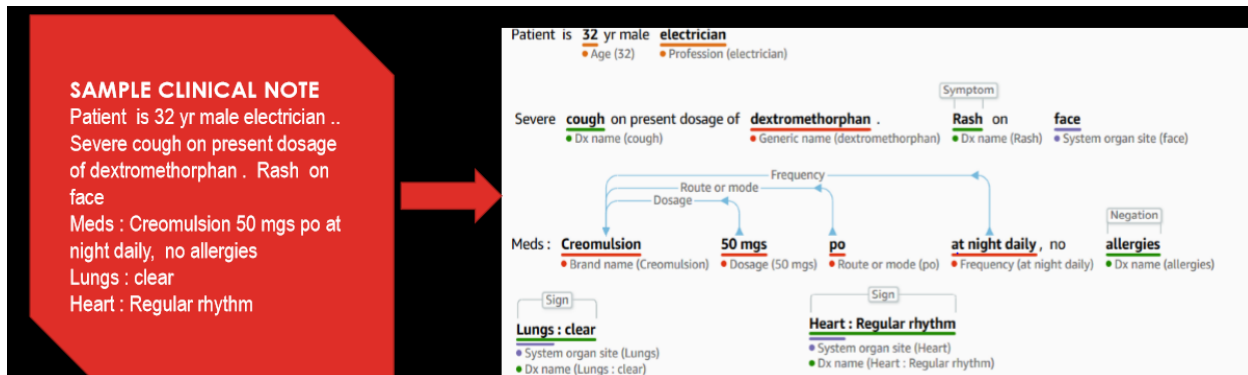 SAMPLE CLINICAL NOTE
Patient is 32 yr male electrician ..
Severe cough on present dosage
of dextromethorphan . Rash on
face
Meds : Creomulsion 50 mgs po at
night daily, no allergies
Lungs : clear
Heart : Regular rhythm
Patient is 32 yr male electrician
• Age (32) • Profession (electrician)
Symptom
Severe cough on present dosage of dextromethorphan . Rash on face
• Dx name (cough) • Generic name (dextromethorphan) • Dx name (Rash) • System organ site (face)
Frequency
Route or mode
Dosage
Negation
Meds : Creomulsion 50 mgs po at night daily , no allergies
• Brand name (Creomulsion) • Dosage (50 mgs) • Route or mode (po) • Frequency (at night daily) • Dx name (allergies)
Sign Sign
Lungs : clear Heart : Regular rhythm
• System organ site (Lungs) • System organ site (Heart)
• Dx name (Lungs : clear) • Dx name (Heart : Regular rhythm)